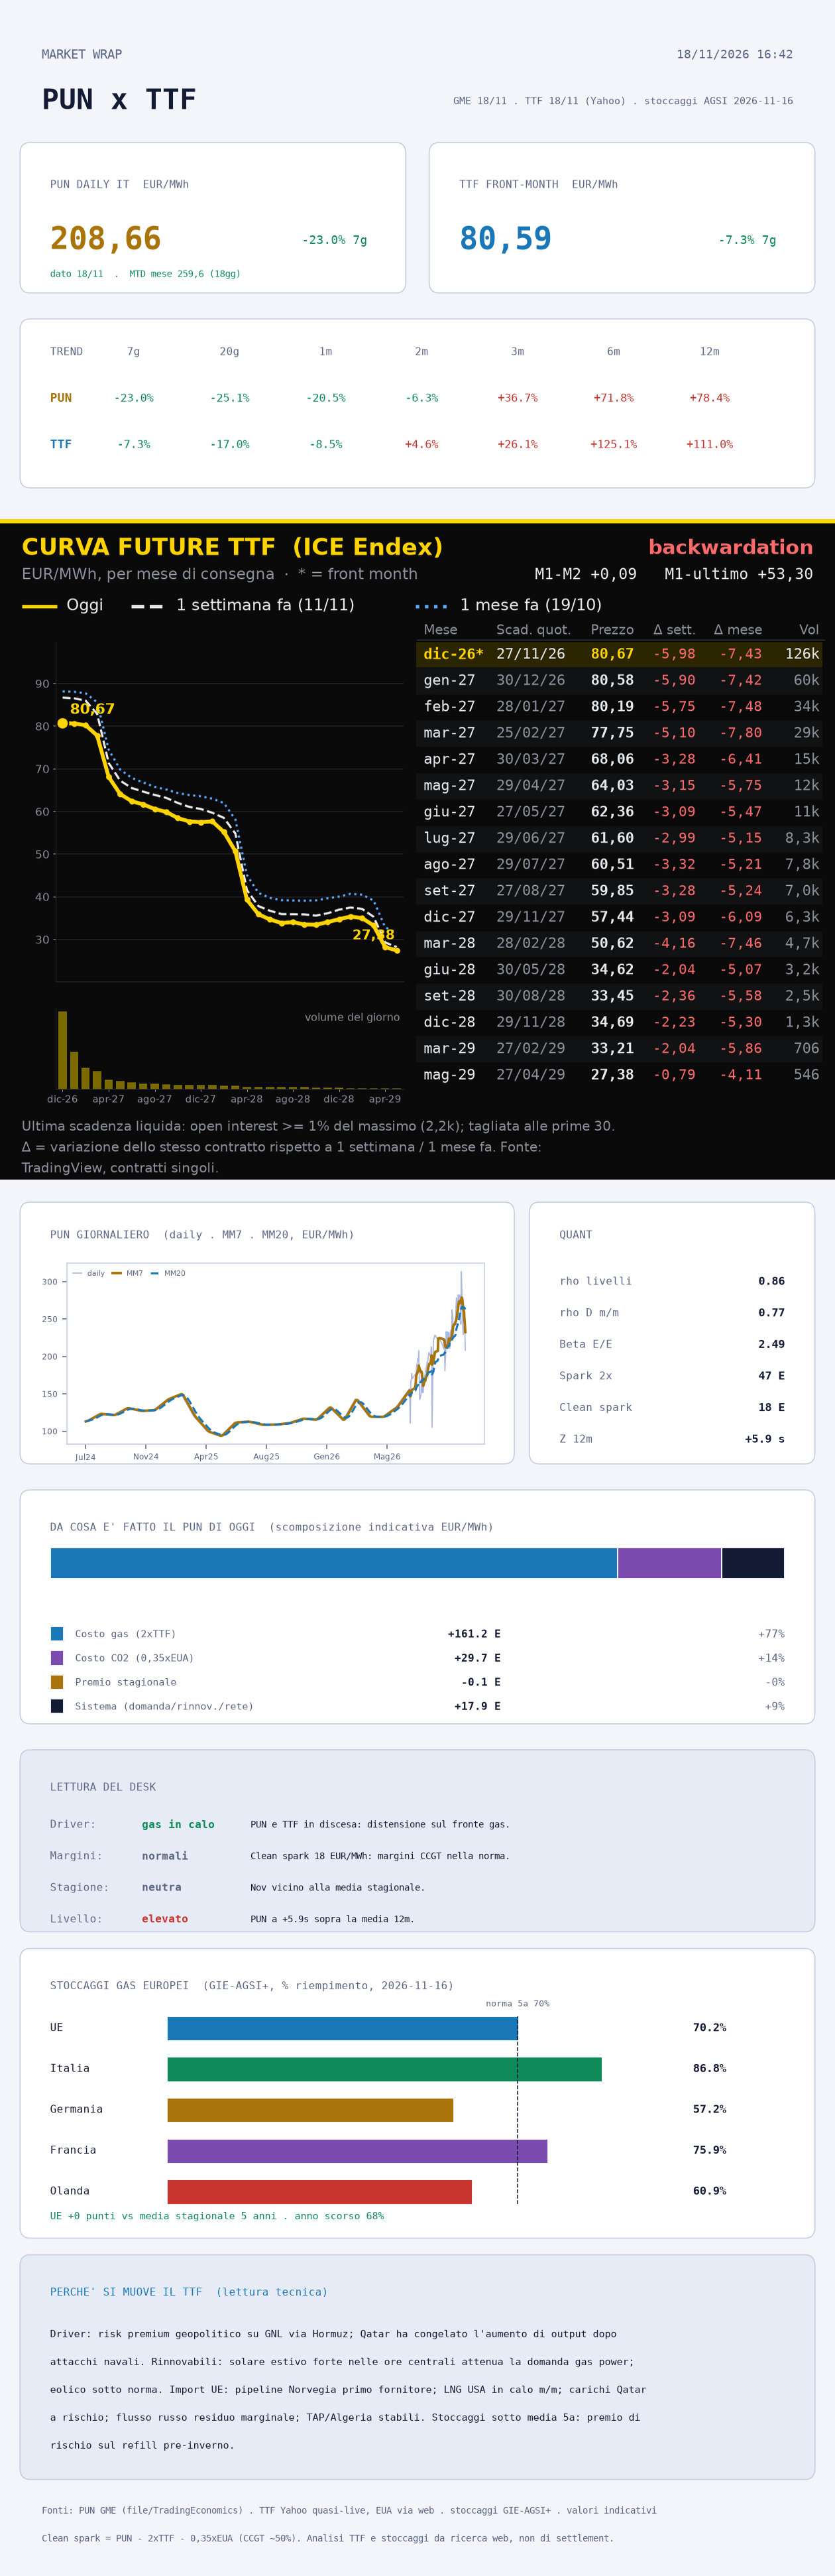 MARKET WRAP 18/11/2026 16:42
PUN x TTF GME 18/11 . TTF 18/11 (Yahoo) . stoccaggi AGSI 2026-11-16
PUN DAILY IT EUR/MWh
208,66 -23.0% 7g
dato 18/11 . MTD mese 259,6 (18gg)
TTF FRONT-MONTH EUR/MWh
80,59 -7.3% 7g
TREND 7g 20g 1m 2m 3m 6m 12m
PUN -23.0% -25.1% -20.5% -6.3% +36.7% +71.8% +78.4%
TTF -7.3% -17.0% -8.5% +4.6% +26.1% +125.1% +111.0%
CURVA FUTURE TTF (ICE Endex) backwardation
EUR/MWh, per mese di consegna · * = front month M1-M2 +0,09 M1-ultimo +53,30
Oggi 1 settimana fa (11/11) 1 mese fa (19/10)
90
80
70
60
50
40
30
80,67
27,38
volume del giorno
dic-26 apr-27 ago-27 dic-27 apr-28 ago-28 dic-28 apr-29
Mese Scad. quot. Prezzo Δ sett. Δ mese Vol
dic-26* 27/11/26 80,67 -5,98 -7,43 126k
gen-27 30/12/26 80,58 -5,90 -7,42 60k
feb-27 28/01/27 80,19 -5,75 -7,48 34k
mar-27 25/02/27 77,75 -5,10 -7,80 29k
apr-27 30/03/27 68,06 -3,28 -6,41 15k
mag-27 29/04/27 64,03 -3,15 -5,75 12k
giu-27 27/05/27 62,36 -3,09 -5,47 11k
lug-27 29/06/27 61,60 -2,99 -5,15 8,3k
ago-27 29/07/27 60,51 -3,32 -5,21 7,8k
set-27 27/08/27 59,85 -3,28 -5,24 7,0k
dic-27 29/11/27 57,44 -3,09 -6,09 6,3k
mar-28 28/02/28 50,62 -4,16 -7,46 4,7k
giu-28 30/05/28 34,62 -2,04 -5,07 3,2k
set-28 30/08/28 33,45 -2,36 -5,58 2,5k
dic-28 29/11/28 34,69 -2,23 -5,30 1,3k
mar-29 27/02/29 33,21 -2,04 -5,86 706
mag-29 27/04/29 27,38 -0,79 -4,11 546
Ultima scadenza liquida: open interest >= 1% del massimo (2,2k); tagliata alle prime 30.
Δ = variazione dello stesso contratto rispetto a 1 settimana / 1 mese fa. Fonte:
TradingView, contratti singoli.
PUN GIORNALIERO (daily . MM7 . MM20, EUR/MWh)
daily MM7 MM20
300
250
200
150
100
Jul24 Nov24 Apr25 Aug25 Gen26 Mag26
QUANT
rho livelli 0.86
rho D m/m 0.77
Beta E/E 2.49
Spark 2x 47 E
Clean spark 18 E
Z 12m +5.9 s
DA COSA E' FATTO IL PUN DI OGGI (scomposizione indicativa EUR/MWh)
Costo gas (2xTTF) +161.2 E +77%
Costo CO2 (0,35xEUA) +29.7 E +14%
Premio stagionale -0.1 E -0%
Sistema (domanda/rinnov./rete) +17.9 E +9%
LETTURA DEL DESK
Driver: gas in calo PUN e TTF in discesa: distensione sul fronte gas.
Margini: normali Clean spark 18 EUR/MWh: margini CCGT nella norma.
Stagione: neutra Nov vicino alla media stagionale.
Livello: elevato PUN a +5.9s sopra la media 12m.
STOCCAGGI GAS EUROPEI (GIE-AGSI+, % riempimento, 2026-11-16)
norma 5a 70%
UE 70.2%
Italia 86.8%
Germania 57.2%
Francia 75.9%
Olanda 60.9%
UE +0 punti vs media stagionale 5 anni . anno scorso 68%
PERCHE' SI MUOVE IL TTF (lettura tecnica)
Driver: risk premium geopolitico su GNL via Hormuz; Qatar ha congelato l'aumento di output dopo
attacchi navali. Rinnovabili: solare estivo forte nelle ore centrali attenua la domanda gas power;
eolico sotto norma. Import UE: pipeline Norvegia primo fornitore; LNG USA in calo m/m; carichi Qatar
a rischio; flusso russo residuo marginale; TAP/Algeria stabili. Stoccaggi sotto media 5a: premio di
rischio sul refill pre-inverno.
Fonti: PUN GME (file/TradingEconomics) . TTF Yahoo quasi-live, EUA via web . stoccaggi GIE-AGSI+ . valori indicativi
Clean spark = PUN - 2xTTF - 0,35xEUA (CCGT ~50%). Analisi TTF e stoccaggi da ricerca web, non di settlement.